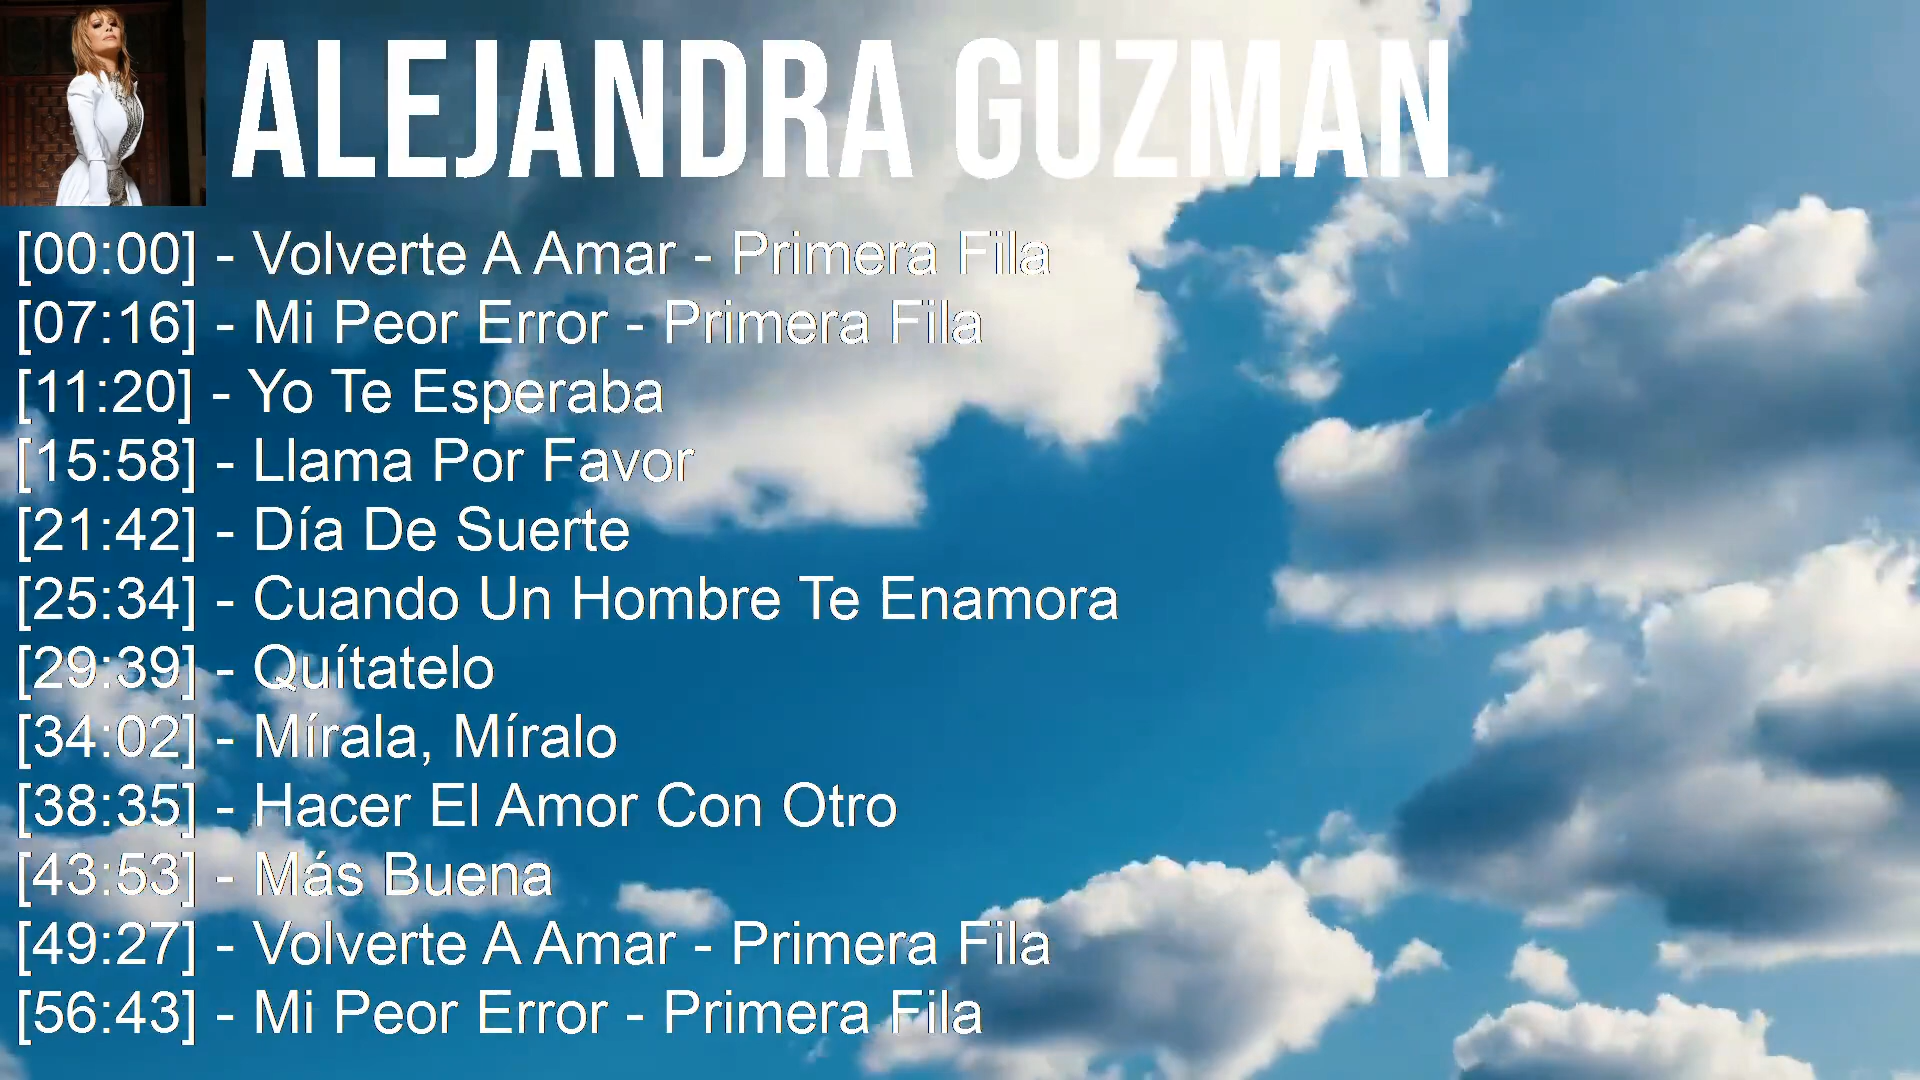 ALEJANDRA GUZMAN
[00:00] - Volverte A Amar - Primera Fila
[07:16] - Mi Peor Error - Primera Fila
[11:20] - Yo Te Esperaba
[15:58] - Llama Por Favor
[21:42] - Día De Suerte
[25:34] - Cuando Un Hombre Te Enamora
[29:39] - Quítatelo
[34:02] - Mírala, Míralo
[38:35] - Hacer El Amor Con Otro
[43:53] - Más Buena
[49:27] - Volverte A Amar - Primera Fila
[56:43] - Mi Peor Error - Primera Fila